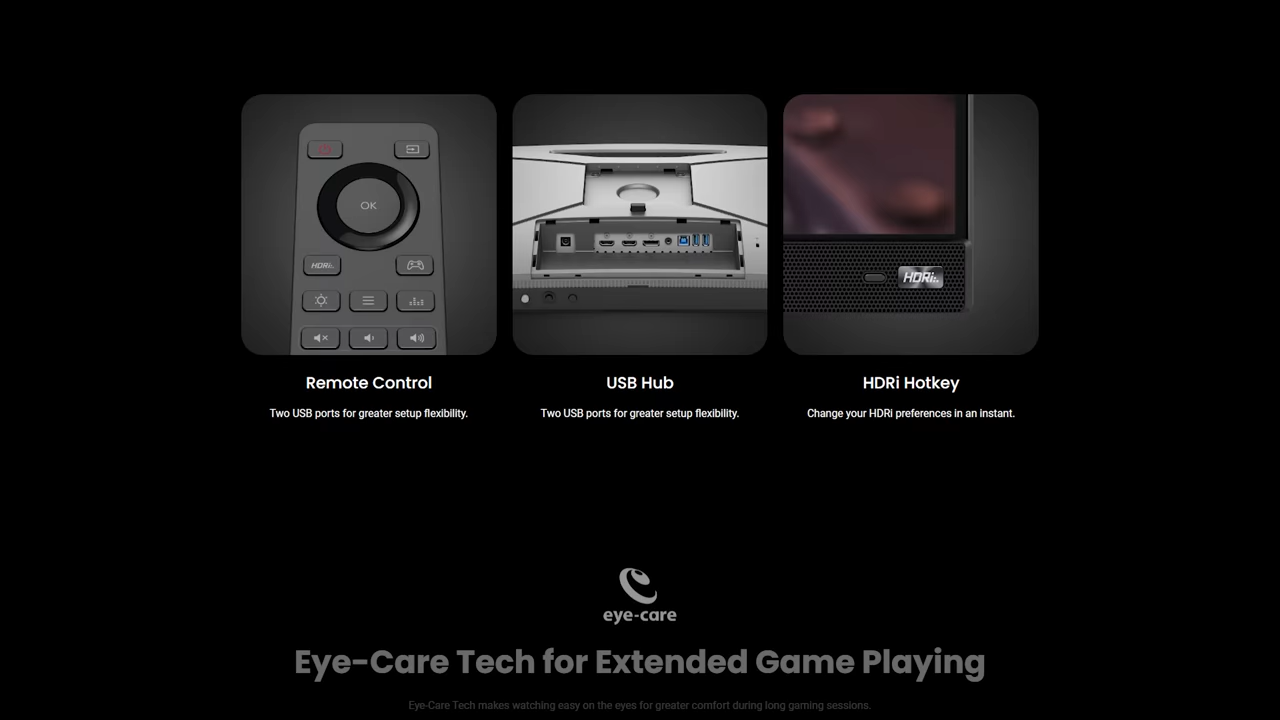 OK
HDRi
HDRi
Remote Control
USB Hub
HDRi Hotkey
Two USB ports for greater setup flexibility.
Two USB ports for greater setup flexibility.
Change your HDRi preferences in an instant.
eye-care
Eye-Care Tech for Extended Game Playing
Eye-Care Tech makes watching easy on the eyes for greater comfort during long gaming sessions.